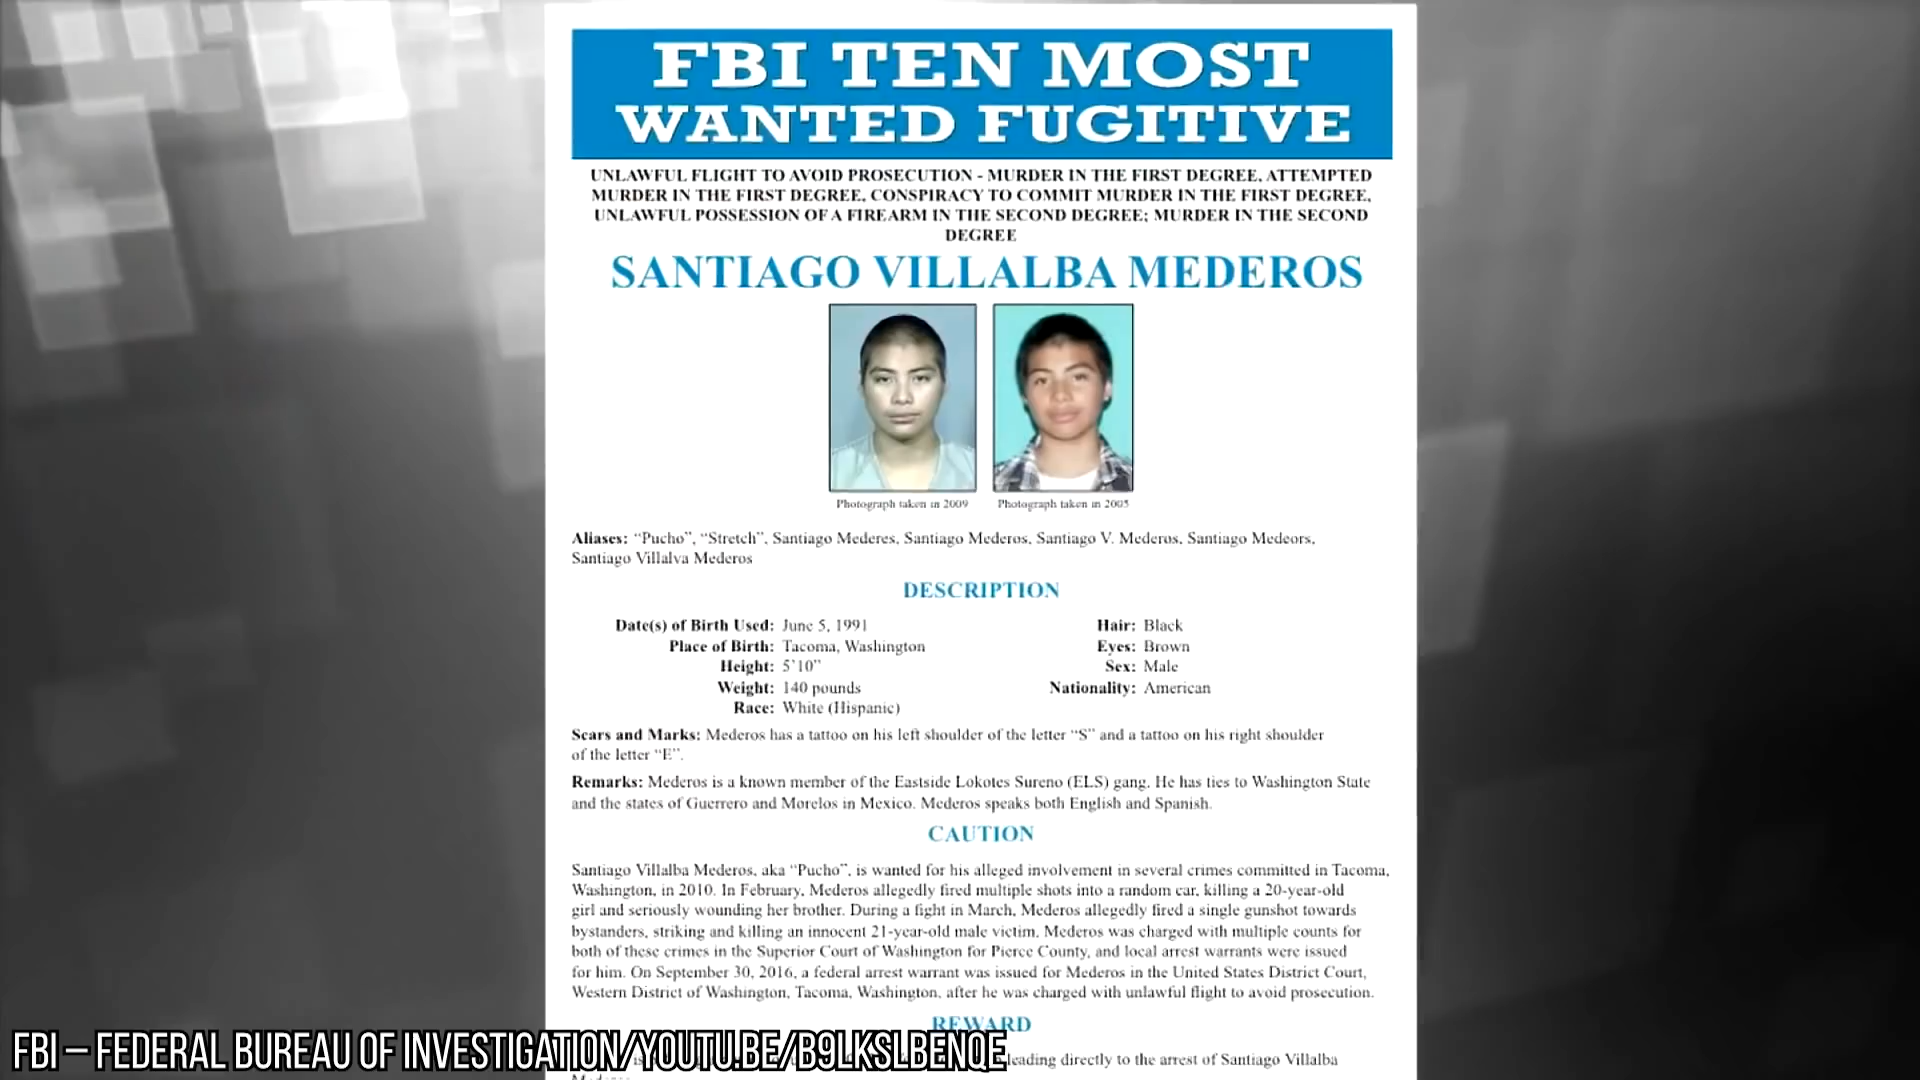 FBI TEN MOST
WANTED FUGITIVE
UNLAWFUL FLIGHT TO AVOID PROSECUTION - MURDER IN THE FIRST DEGREE, ATTEMPTED
MURDER IN THE FIRST DEGREE, CONSPIRACY TO COMMIT MURDER IN THE FIRST DEGREE,
UNLAWFUL POSSESSION OF A FIREARM IN THE SECOND DEGREE; MURDER IN THE SECOND
DEGREE
SANTIAGO VILLALBA MEDEROS
Photograph taken in 2009
Photograph taken in 2005
Aliases: “Pucho”, “Stretch”, Santiago Mederes, Santiago Mederos, Santiago V. Mederos, Santiago Medeors,
Santiago Villalva Mederos
DESCRIPTION
Date(s) of Birth Used: June 5, 1991
Hair: Black
Place of Birth: Tacoma, Washington
Eyes: Brown
Height: 5'10”
Sex: Male
Weight: 140 pounds
Nationality: American
Race: White (Hispanic)
Scars and Marks: Mederos has a tattoo on his left shoulder of the letter “S” and a tattoo on his right shoulder
of the letter “E”.
Remarks: Mederos is a known member of the Eastside Lokotes Sureno (ELS) gang. He has ties to Washington State
and the states of Guerrero and Morelos in Mexico. Mederos speaks both English and Spanish.
CAUTION
Santiago Villalba Mederos, aka “Pucho”, is wanted for his alleged involvement in several crimes committed in Tacoma,
Washington, in 2010. In February, Mederos allegedly fired multiple shots into a random car, killing a 20-year-old
girl and seriously wounding her brother. During a fight in March, Mederos allegedly fired a single gunshot towards
bystanders, striking and killing an innocent 21-year-old male victim. Mederos was charged with multiple counts for
both of these crimes in the Superior Court of Washington for Pierce County, and local arrest warrants were issued
for him. On September 30, 2016, a federal arrest warrant was issued for Mederos in the United States District Court,
Western District of Washington, Tacoma, Washington, after he was charged with unlawful flight to avoid prosecution.
REWARD
leading directly to the arrest of Santiago Villalba
FBI – FEDERAL BUREAU OF INVESTIGATION/YOUTU.BE/B9LKSLBENQE